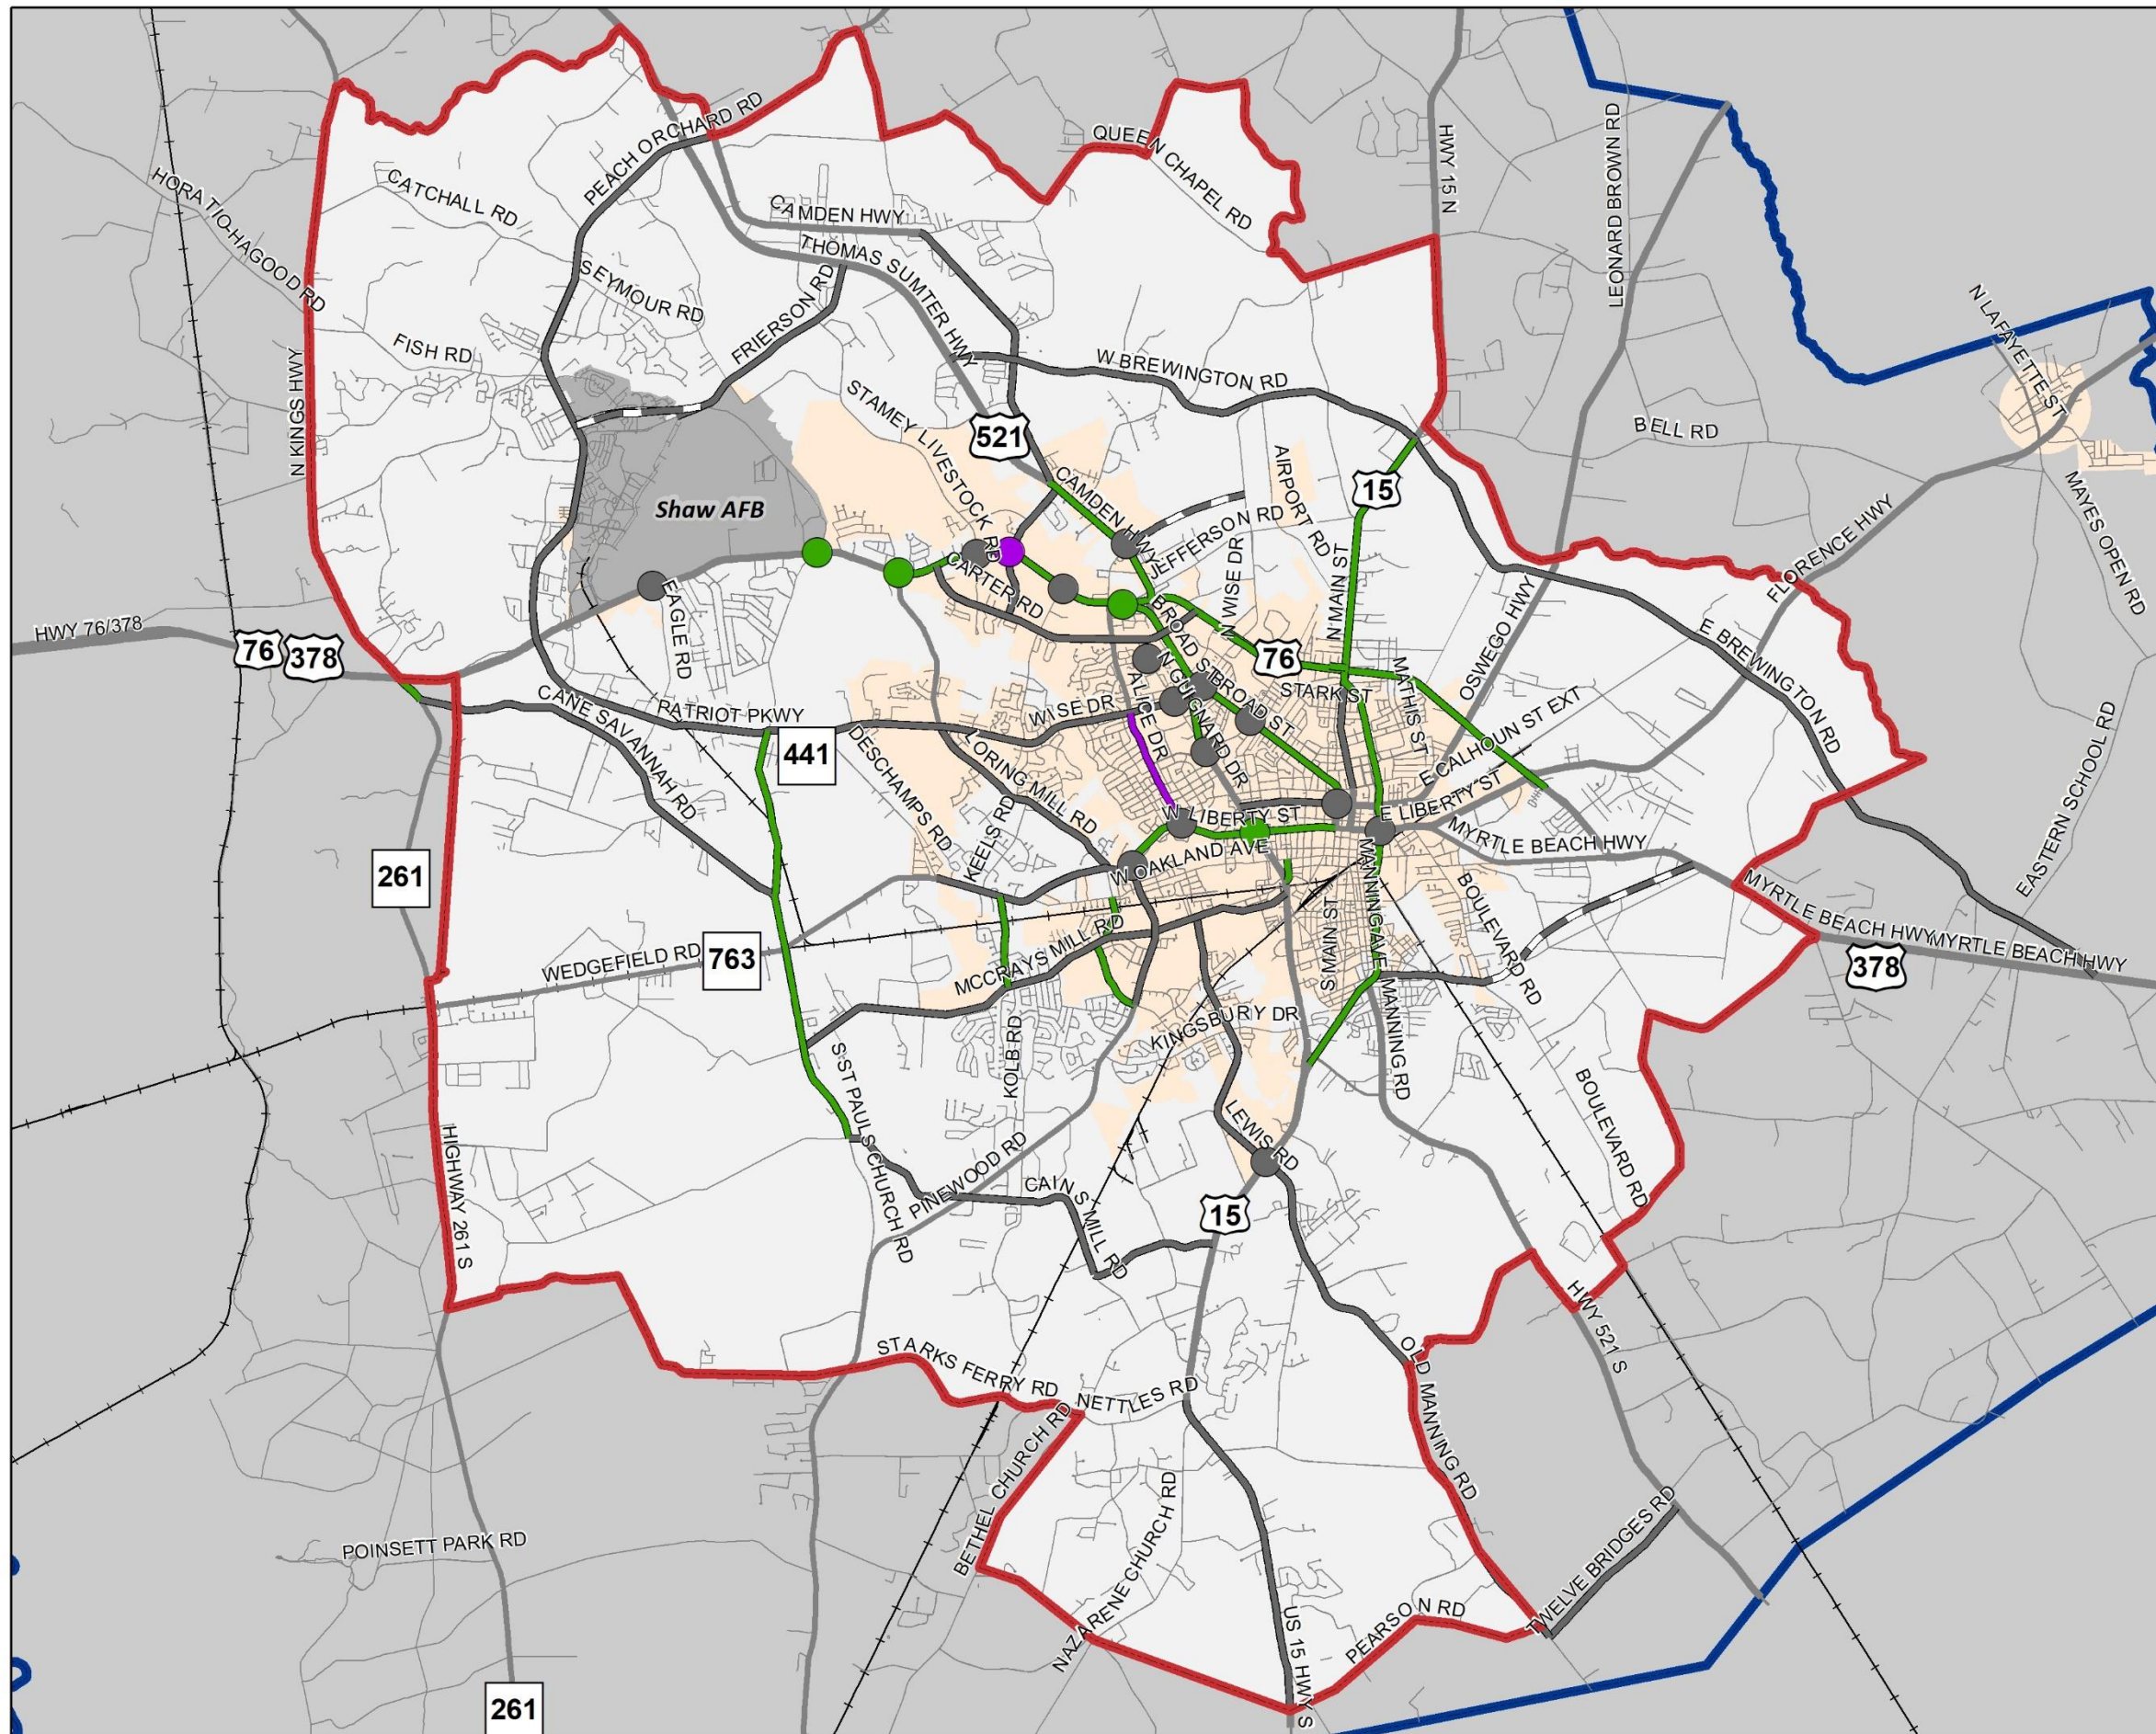 PEACH ORCHARD RD
QUEEN CHAPEL RD
HWY 15 N
LEONARD BROWN RD
HORATIO-HAGOOD RD
CATCHALL RD
CAMDEN HWY
THOMAS SUMTER HWY
SEYMOUR RD
FRIERSON RD
FISH RD
N KINGS HWY
W BREWINGTON RD
N LAFAYETTE ST
STAMEY LIVESTOCK RD
521
BELL RD
Shaw AFB
CAMDEN HWY
AIRPORT RD
15
JEFFERSON RD
FLORENCE HWY
MAYES OPEN RD
CARTER RD
N WISE DR
N MAIN ST
EAGLE RD
BROAD ST
OSWEGO HWY
HWY 76/378
76
378
76
E BREWINGTON RD
N GUIGNARD DR
BROAD ST
STARK ST
MATHIS ST
ALICE DR
CANE SAVANNAH RD
PATRIOT PKWY
WISE DR
E CALHOUN ST EXT
441
DESCHAMPS RD
LORING MILL RD
KEELS RD
W LIBERTY ST
E LIBERTY ST
MYRTLE BEACH HWY
EASTERN SCHOOL RD
261
W OAKLAND AVE
MANNING AVE
BOULEVARD RD
MYRTLE BEACH HWY
MYRTLE BEACH HWY
WEDGEFIELD RD
763
MCCRAYS MILL RD
S MAIN ST
378
KOLB RD
KINGSBURY DR
MANNING RD
S ST PAULS CHURCH RD
BOULEVARD RD
LEWIS RD
HIGHWAY 261 S
PINEWOOD RD
CAINS MILL RD
15
HWY 521 S
STARKS FERRY RD
NETTLES RD
OLD MANNING RD
BETHEL CHURCH RD
NAZARENE CHURCH RD
POINSETT PARK RD
TWELVE BRIDGES RD
PEARSON RD
US 15 HWY S
261